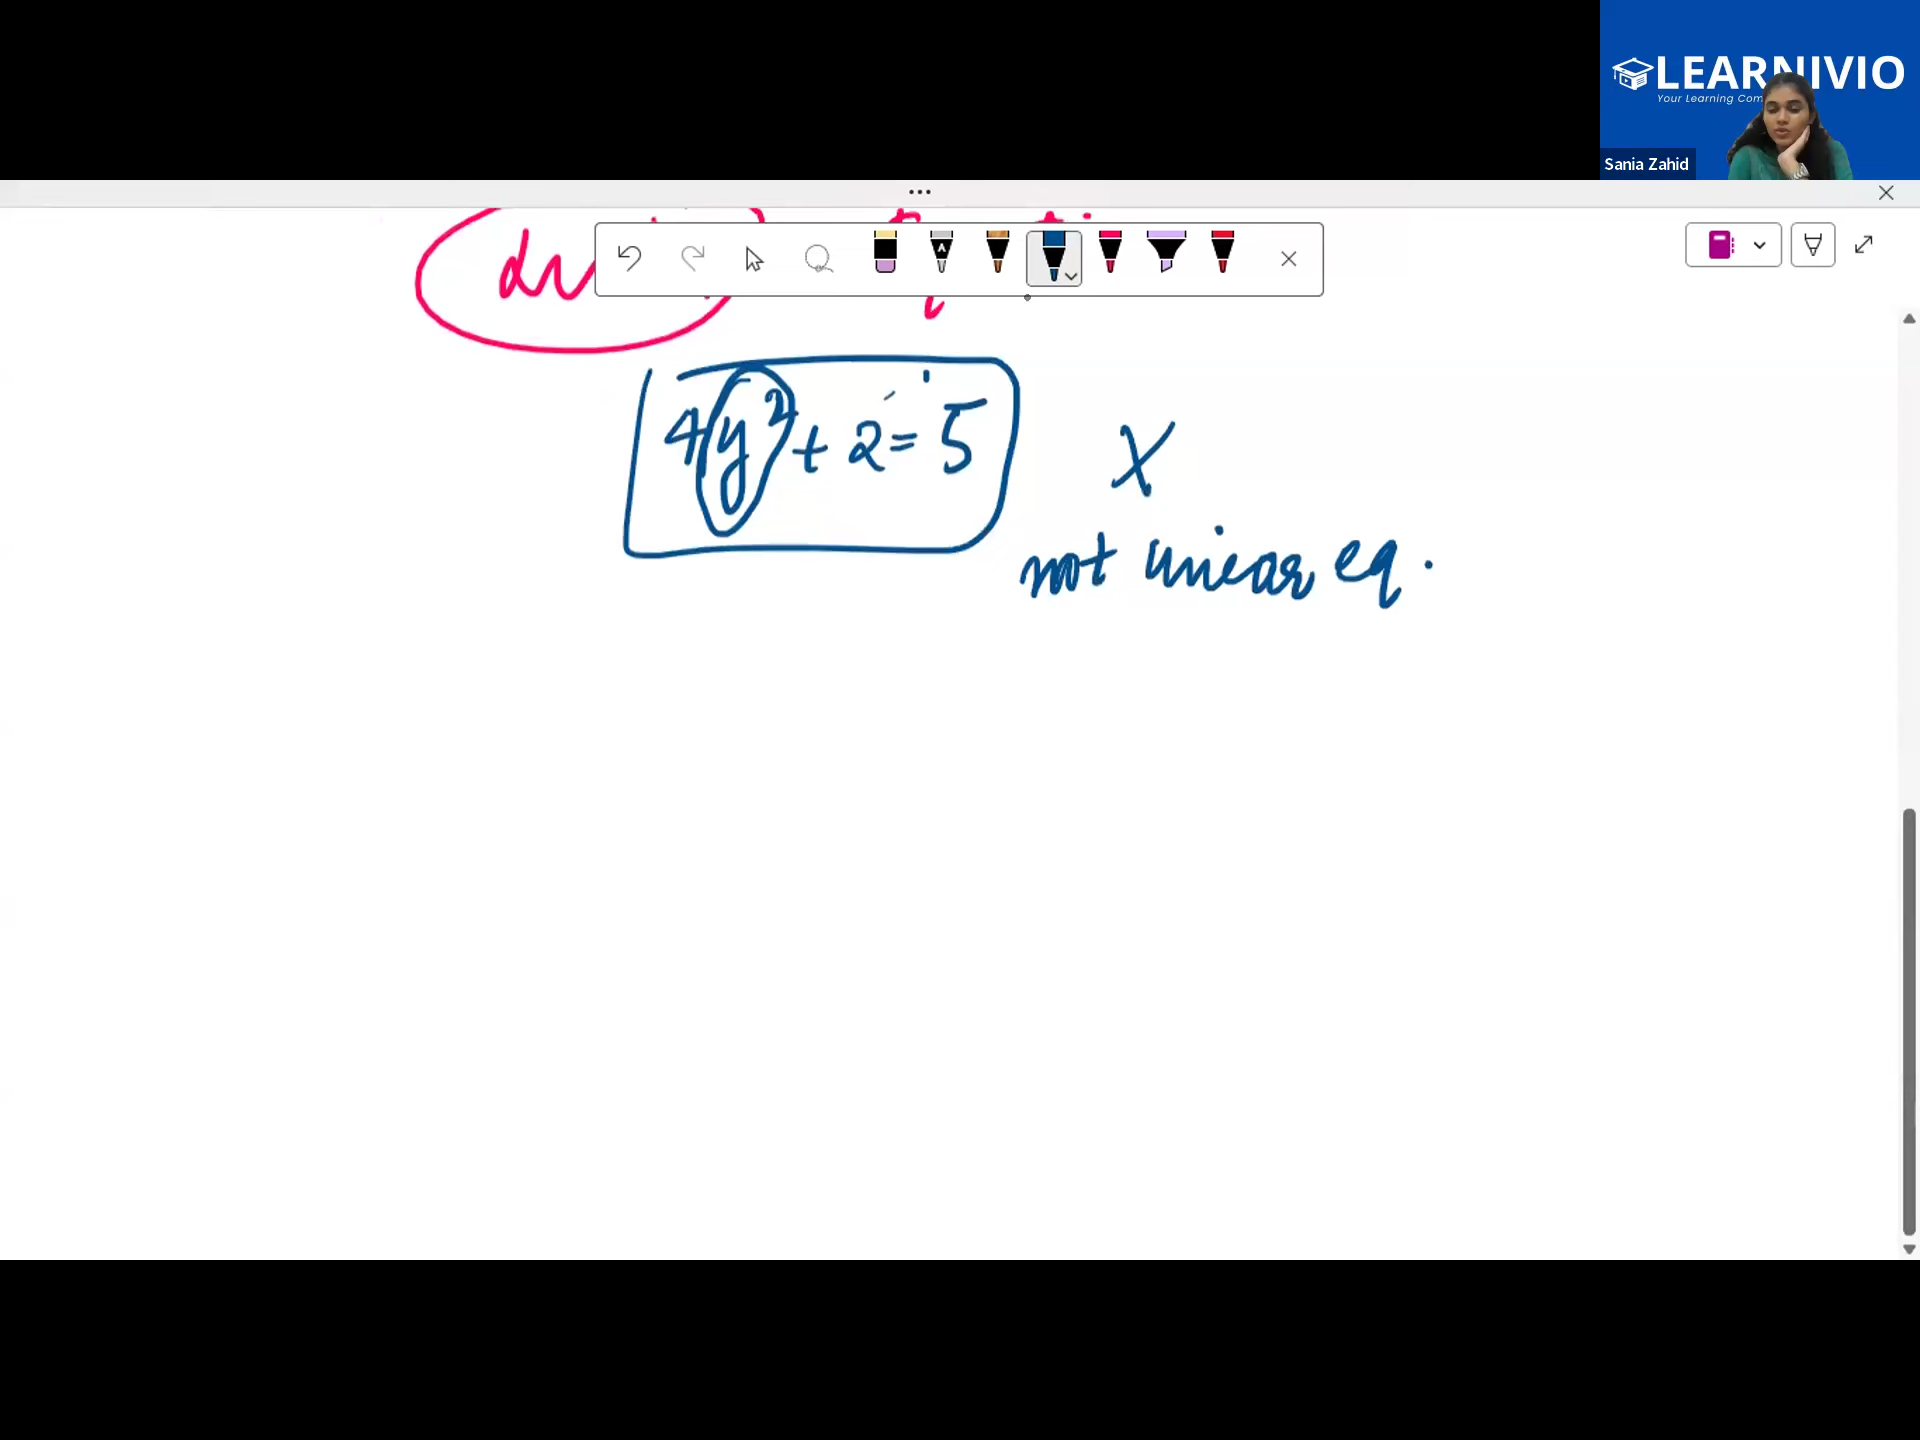 LEARNIVIO
Your Learning Com
Sania Zahid
4y² + 2 = 5
X
not linear eq.